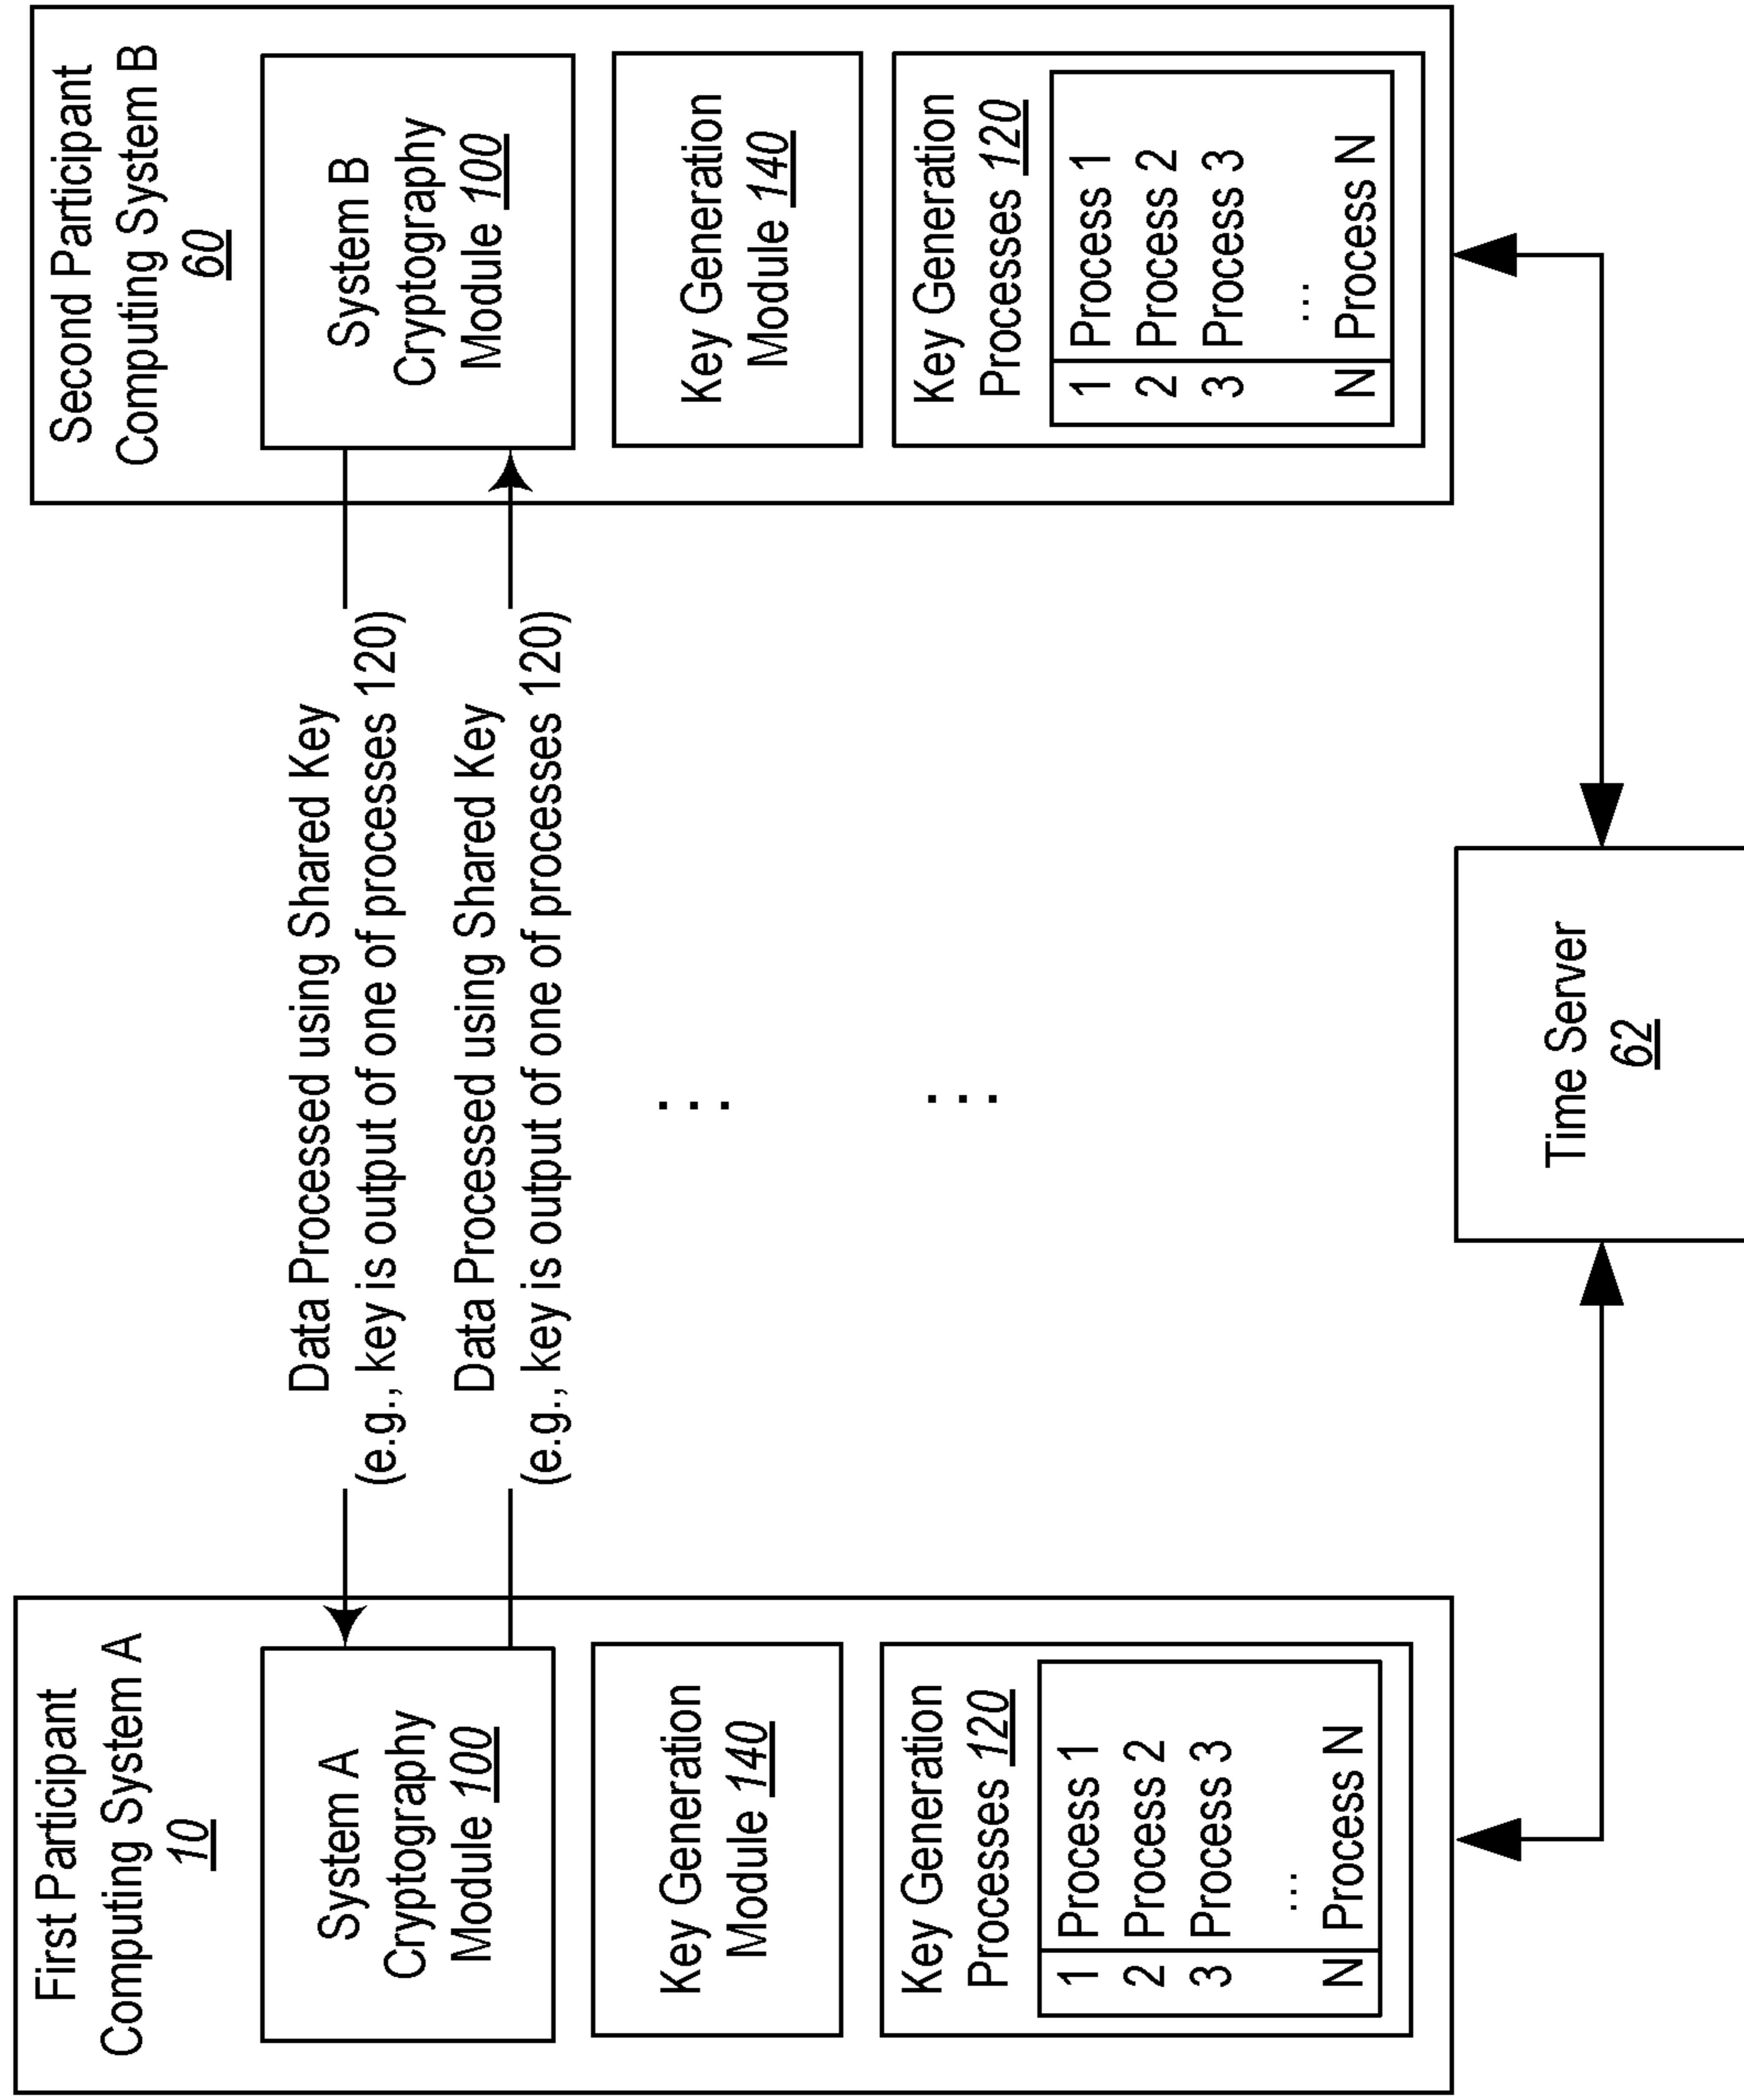 First Participant
Computing System A
10
System A
Cryptography
Module 100
Key Generation
Module 140
Key Generation
Processes 120
1 Process 1
2 Process 2
3 Process 3
...
N Process N
Data Processed using Shared Key
(e.g., key is output of one of processes 120)
Data Processed using Shared Key
(e.g., key is output of one of processes 120)
...
...
Second Participant
Computing System B
60
System B
Cryptography
Module 100
Key Generation
Module 140
Key Generation
Processes 120
1 Process 1
2 Process 2
3 Process 3
...
N Process N
Time Server
62